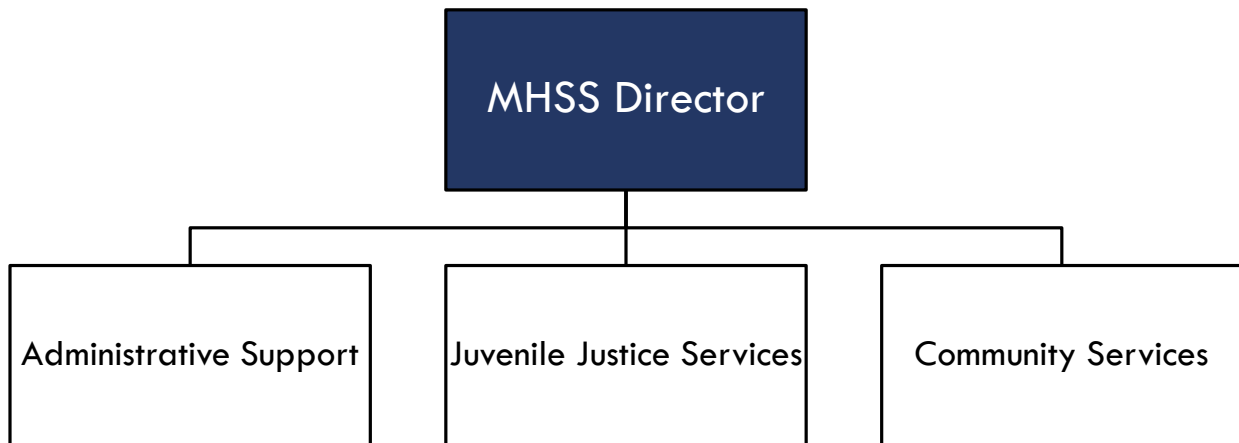 MHSS Director
Administrative Support
Juvenile Justice Services
Community Services